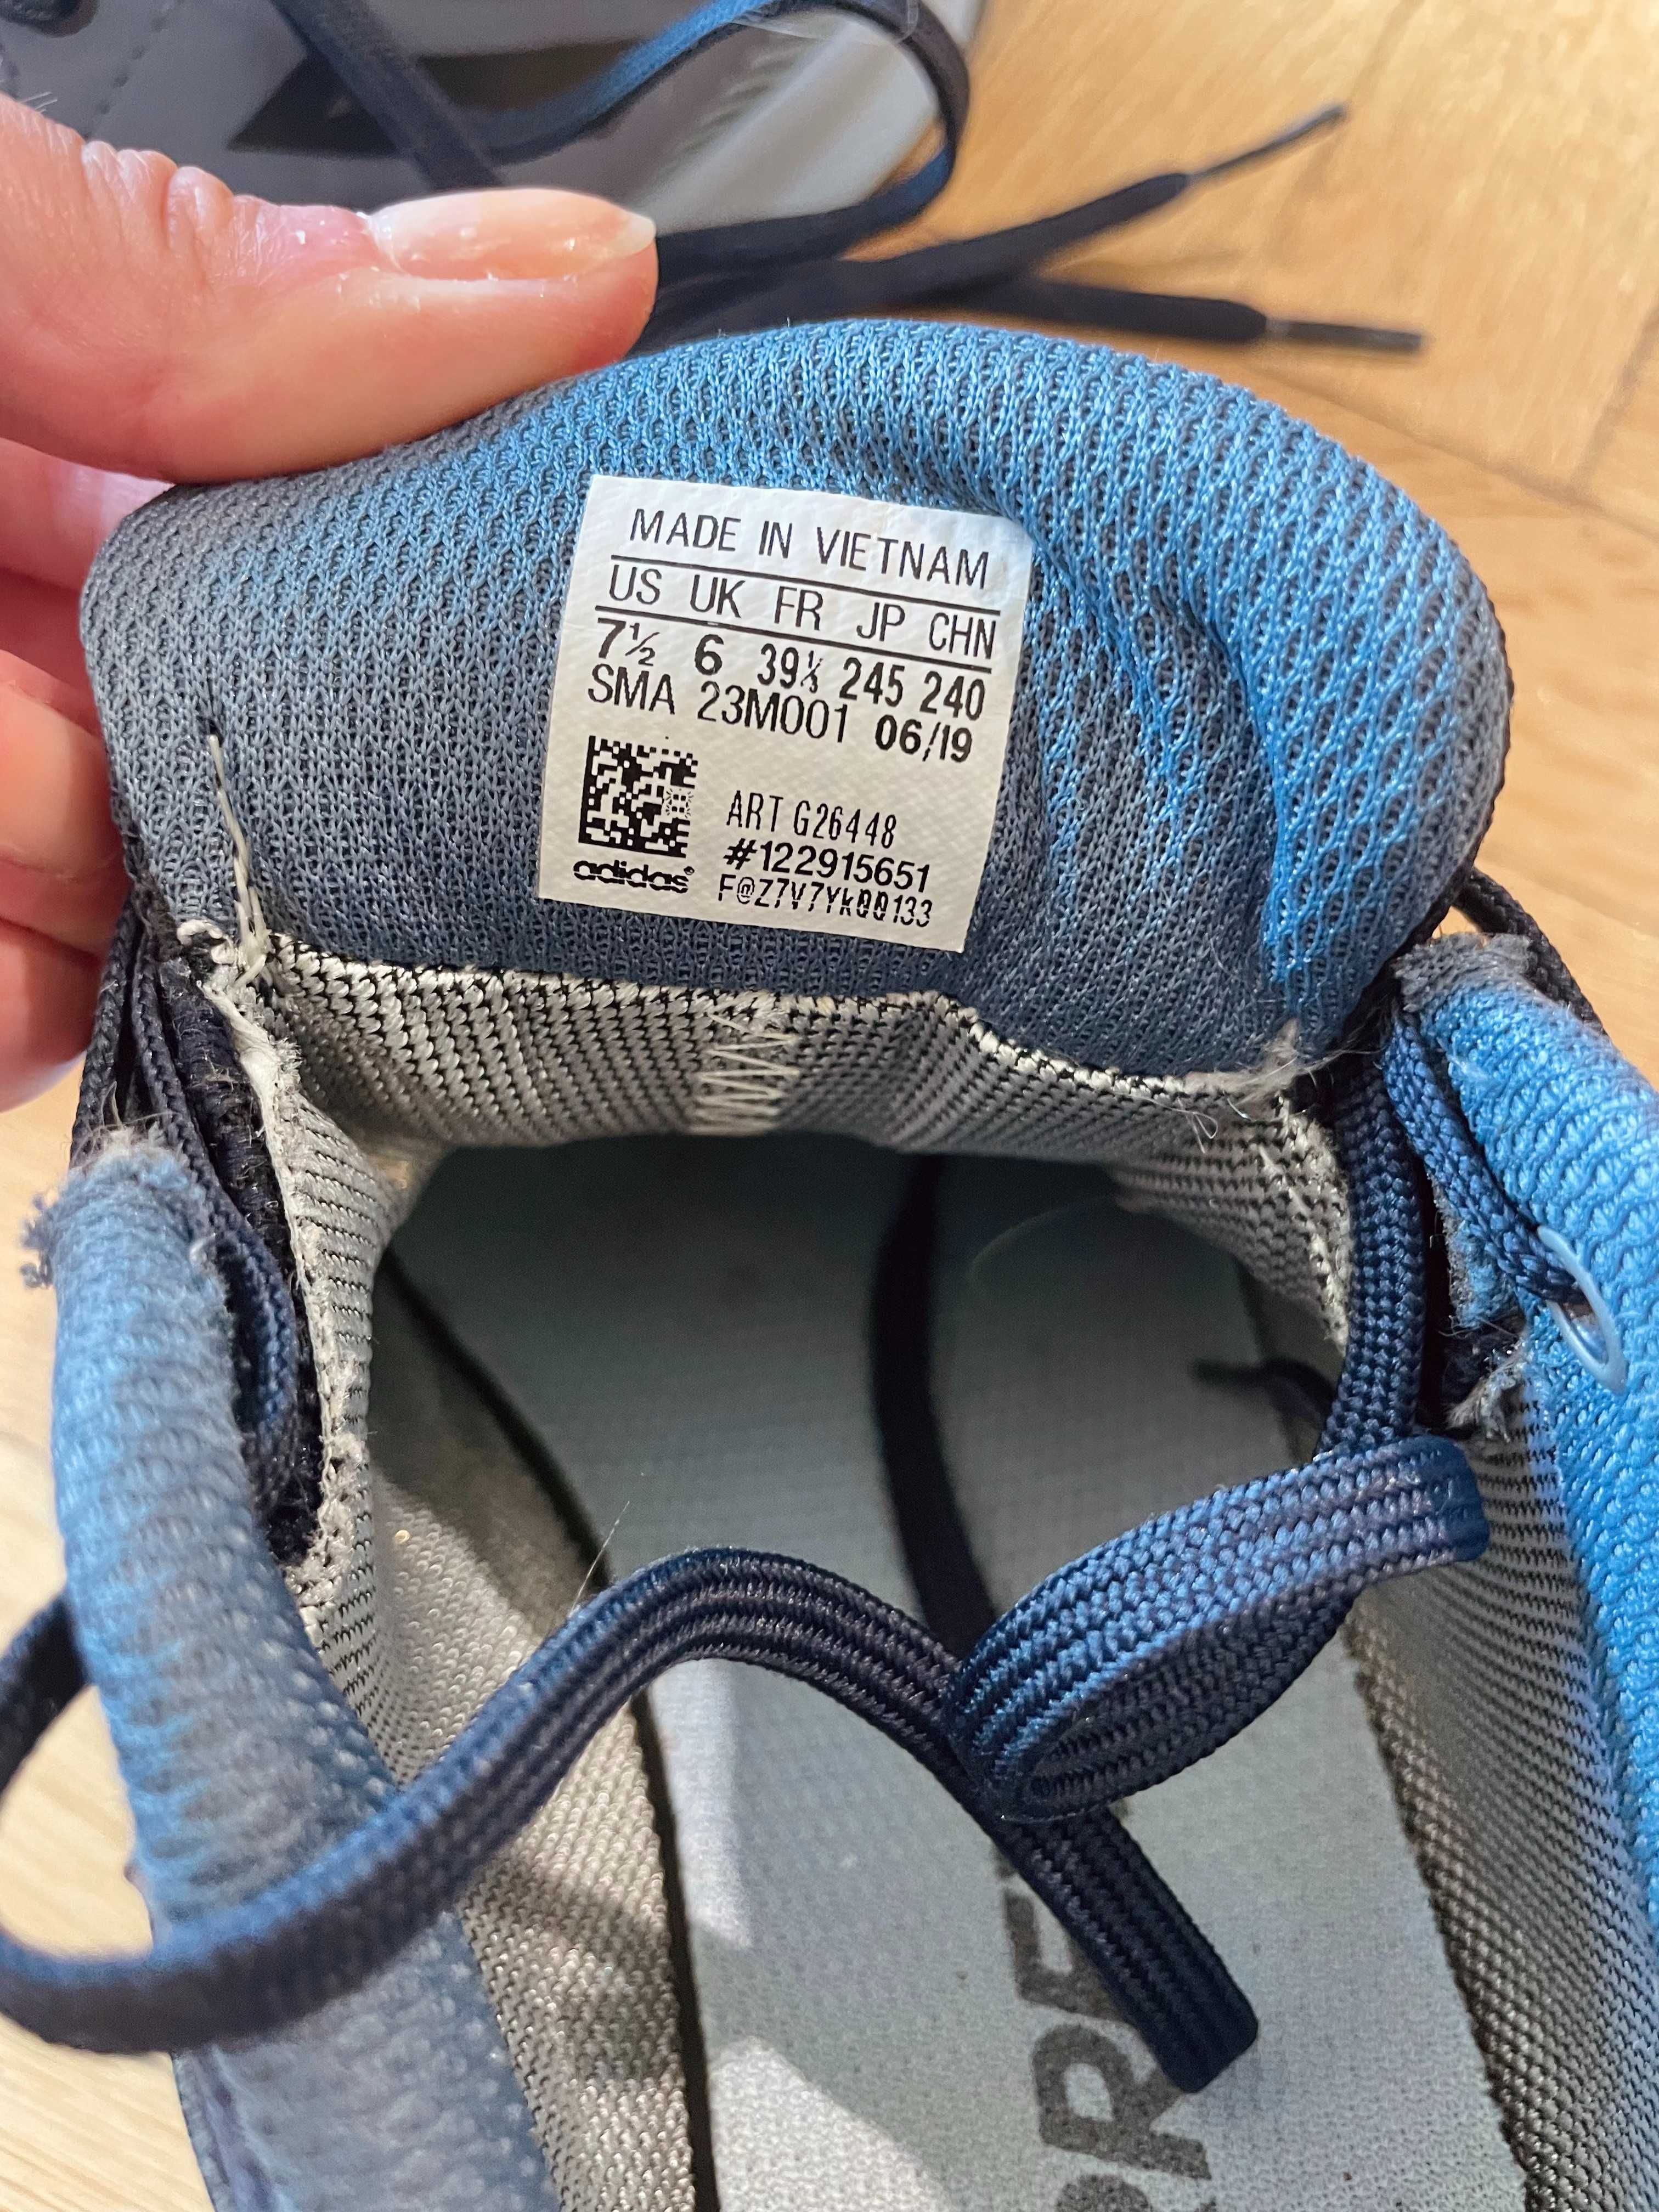 MADE IN VIETNAM
US UK FR JP CHN
7½ 6 39⅓ 245 240
SMA 23M001 06/19
ART G26448
#122915651
adidas® F@Z7V7Yk00133